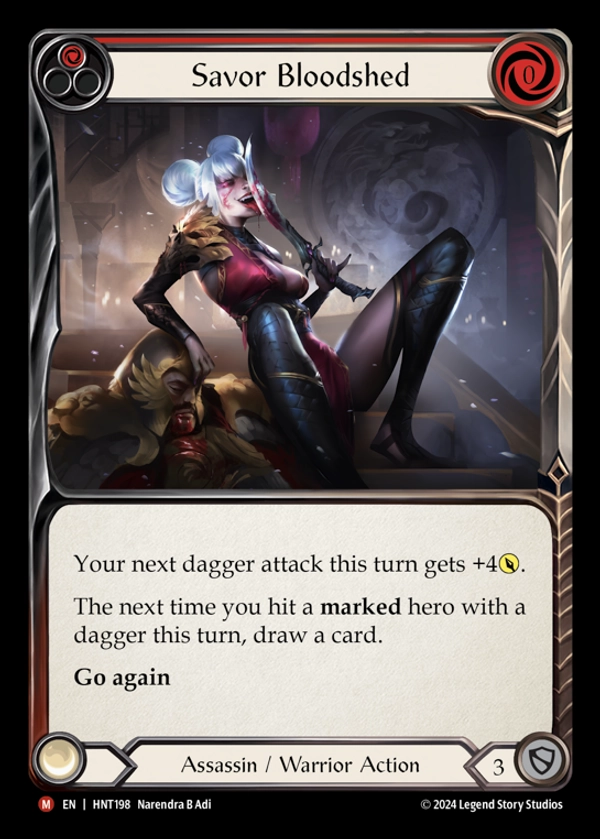 Savor Bloodshed
0
Your next dagger attack this turn gets +4.
The next time you hit a marked hero with a
dagger this turn, draw a card.
Go again
Assassin / Warrior Action
3
M EN | HNT198 Narendra B Adi
© 2024 Legend Story Studios